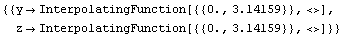 {{y→InterpolatingFunction[{{0., 3.14159}}, <>],
z→InterpolatingFunction[{{0., 3.14159}}, <>]}}